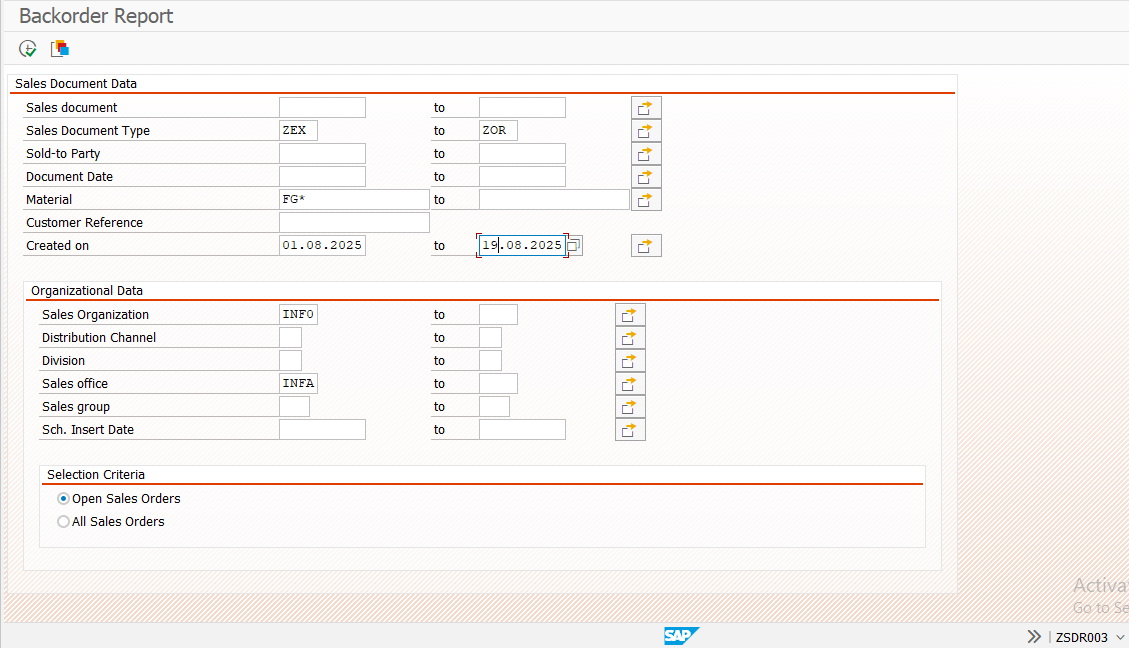 Backorder Report
Sales Document Data
Sales document to
Sales Document Type ZEX to ZOR
Sold-to Party to
Document Date to
Material FG* to
Customer Reference
Created on 01.08.2025 to 19.08.2025
Organizational Data
Sales Organization INFO to
Distribution Channel to
Division to
Sales office INFA to
Sales group to
Sch. Insert Date to
Selection Criteria
Open Sales Orders
All Sales Orders
Activa
Go to Se
SAP ZSDR003